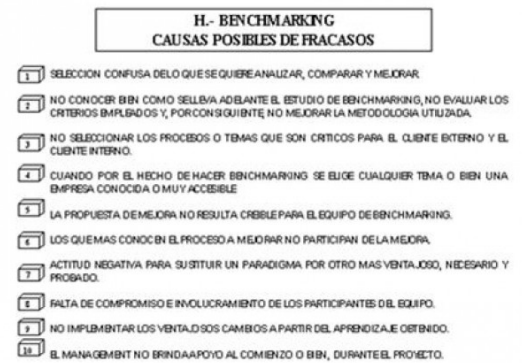 H.- BENCHMARKING
CAUSAS POSIBLES DE FRACASOS
1 SELECCION CONFUSA DE LO QUE SE QUIERE ANALIZAR, COMPARAR Y MEJORAR.
2 NO CONOCER BIEN COMO SE LLEVA ADELANTE EL ESTUDIO DE BENCHMARKING, NO EVALUAR LOS
CRITERIOS EMPLEADOS Y, POR CONSIGUIENTE, NO MEJORAR LA METODOLOGIA UTILIZADA.
3 NO SELECCIONAR LOS PROCESOS O TEMAS QUE SON CRITICOS PARA EL CLIENTE EXTERNO Y EL
CLIENTE INTERNO.
4 CUANDO POR EL HECHO DE HACER BENCHMARKING SE ELIGE CUALQUIER TEMA O BIEN UNA
EMPRESA CONOCIDA O MUY ACCESIBLE
5 LA PROPUESTA DE MEJORA NO RESULTA CREIBLE PARA EL EQUIPO DE BENCHMARKING.
6 LOS QUE MAS CONOCEN EL PROCESO A MEJORAR NO PARTICIPAN DE LA MEJORA.
7 ACTITUD NEGATIVA PARA SUSTITUIR UN PARADIGMA POR OTRO MAS VENTAJOSO, NECESARIO Y
PROBADO.
8 FALTA DE COMPROMISO E INVOLUCRAMIENTO DE LOS PARTICIPANTES DEL EQUIPO.
9 NO IMPLEMENTAR LOS VENTAJOSOS CAMBIOS A PARTIR DEL APRENDIZAJE OBTENIDO.
10 EL MANAGEMENT NO BRINDA APOYO AL COMIENZO O BIEN, DURANTE EL PROYECTO.